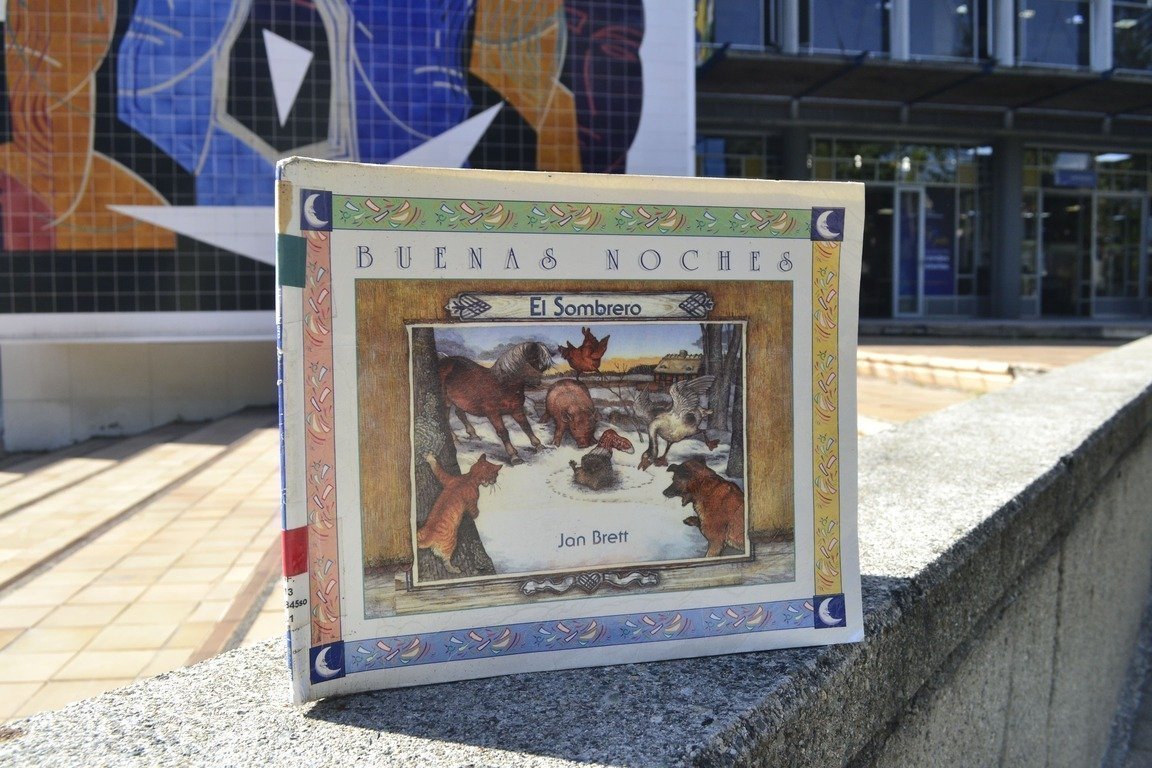 BUENAS NOCHES
El Sombrero
Jan Brett